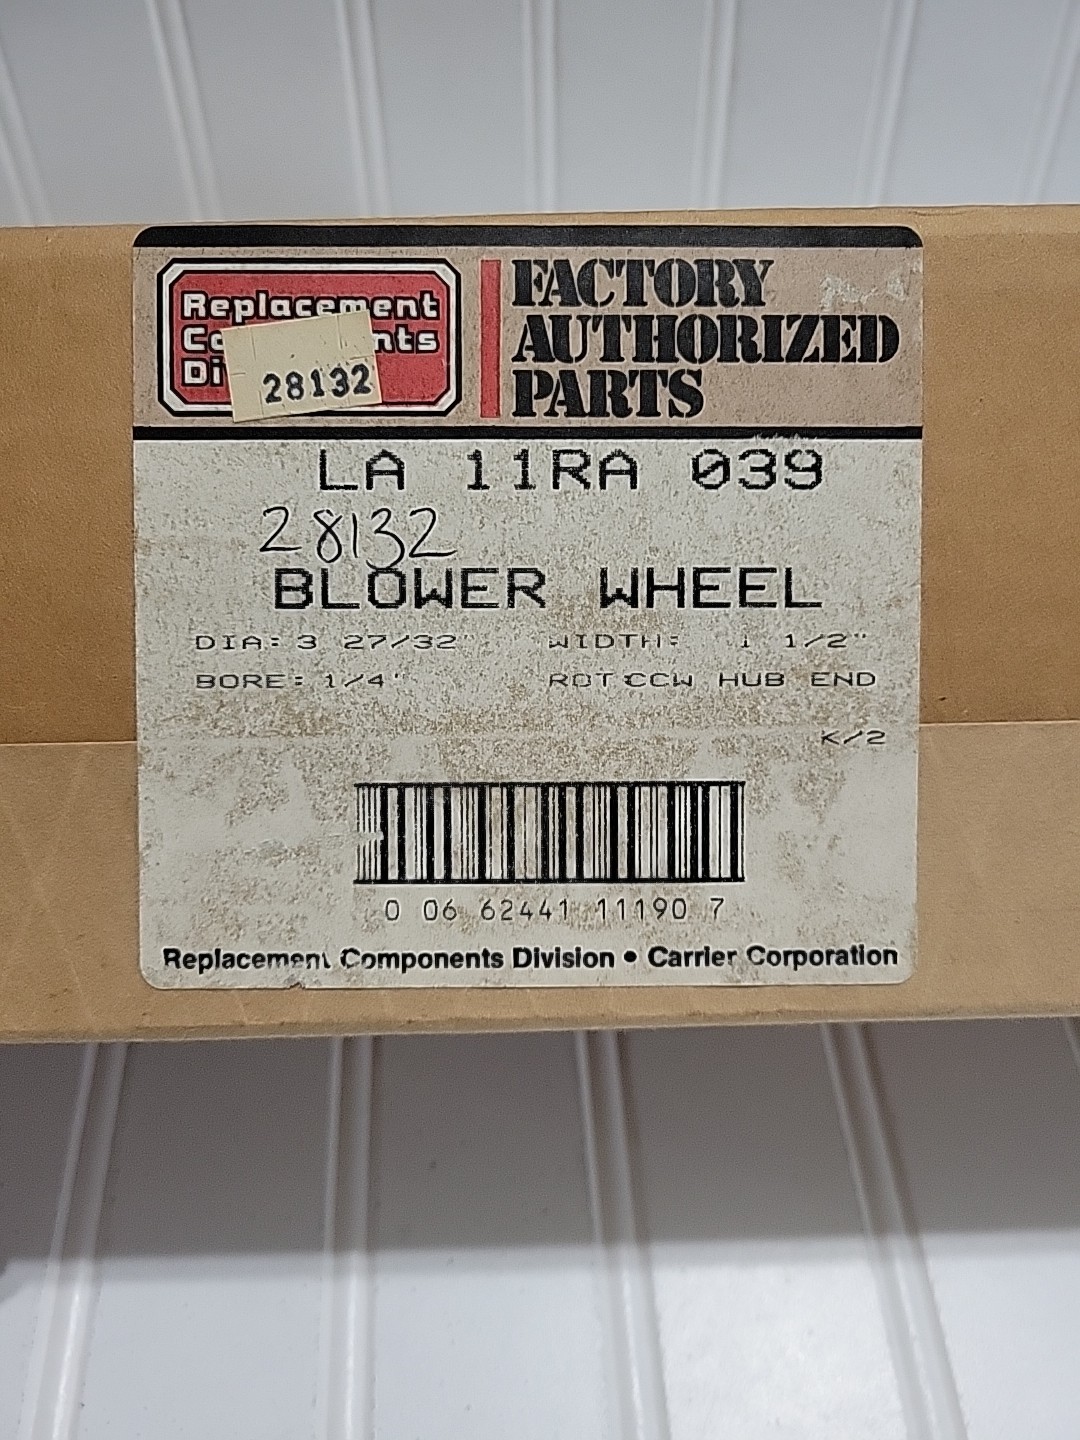 Replacement
28132
FACTORY
AUTHORIZED
PARTS
LA 11RA 039
28132
BLOWER WHEEL
DIA: 3 27/32" WIDTH: 1 1/2"
BORE: 1/4" ROT CCW HUB END
K/2
0 06 62441 11190 7
Replacement Components Division • Carrier Corporation